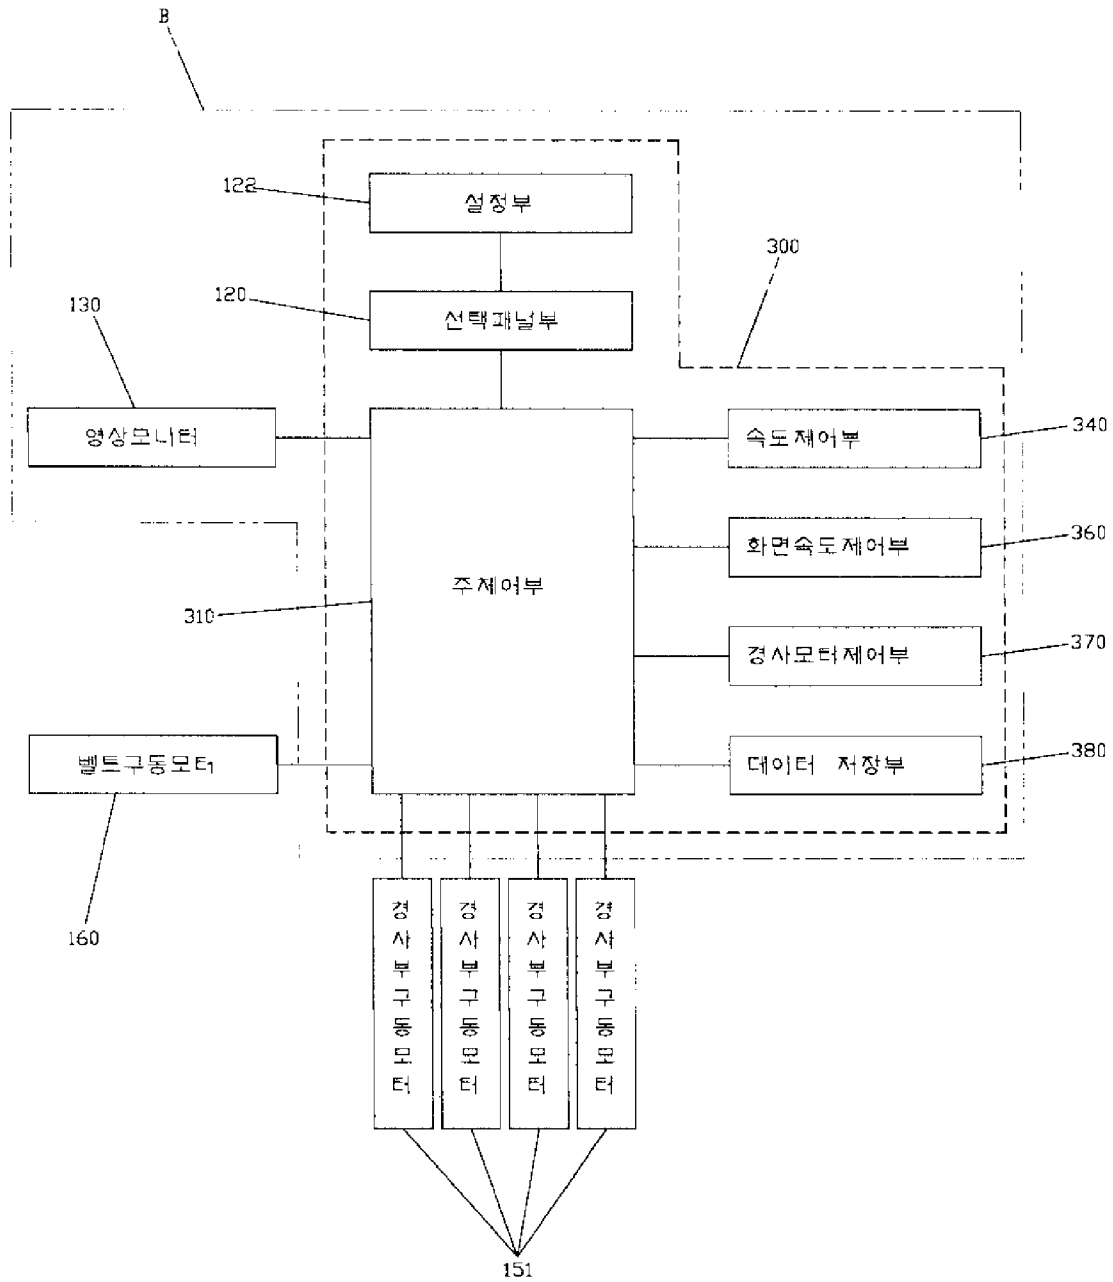 B
122
설정부
300
120
선택패널부
130
영상모니터
속도제어부
340
화면속도제어부
360
주제어부
310
경사모터제어부
370
벨트구동모터
데이터 저장부
380
160
경사부구동모터
경사부구동모터
경사부구동모터
경사부구동모터
151